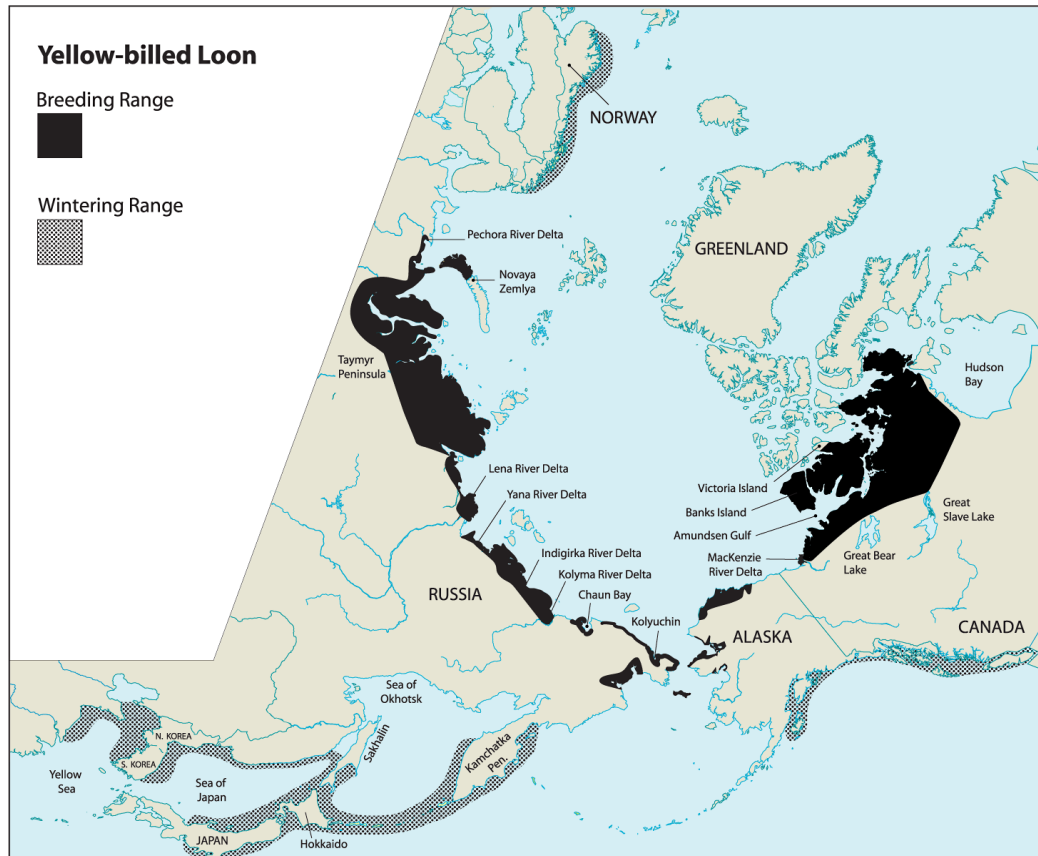 Yellow-billed Loon
Breeding Range
Wintering Range
NORWAY
Pechora River Delta
GREENLAND
Novaya
Zemlya
Taymyr
Peninsula
Hudson
Bay
Lena River Delta
Victoria Island
Yana River Delta
Banks Island
Great
Slave Lake
Amundsen Gulf
Indigirka River Delta
MacKenzie
River Delta
Great Bear
Lake
Kolyma River Delta
RUSSIA
Chaun Bay
Kolyuchin
ALASKA
CANADA
Sea of
Okhotsk
Sakhalin
N. KOREA
Kamchatka
Pen.
S. KOREA
Yellow
Sea
Sea of
Japan
JAPAN
Hokkaido